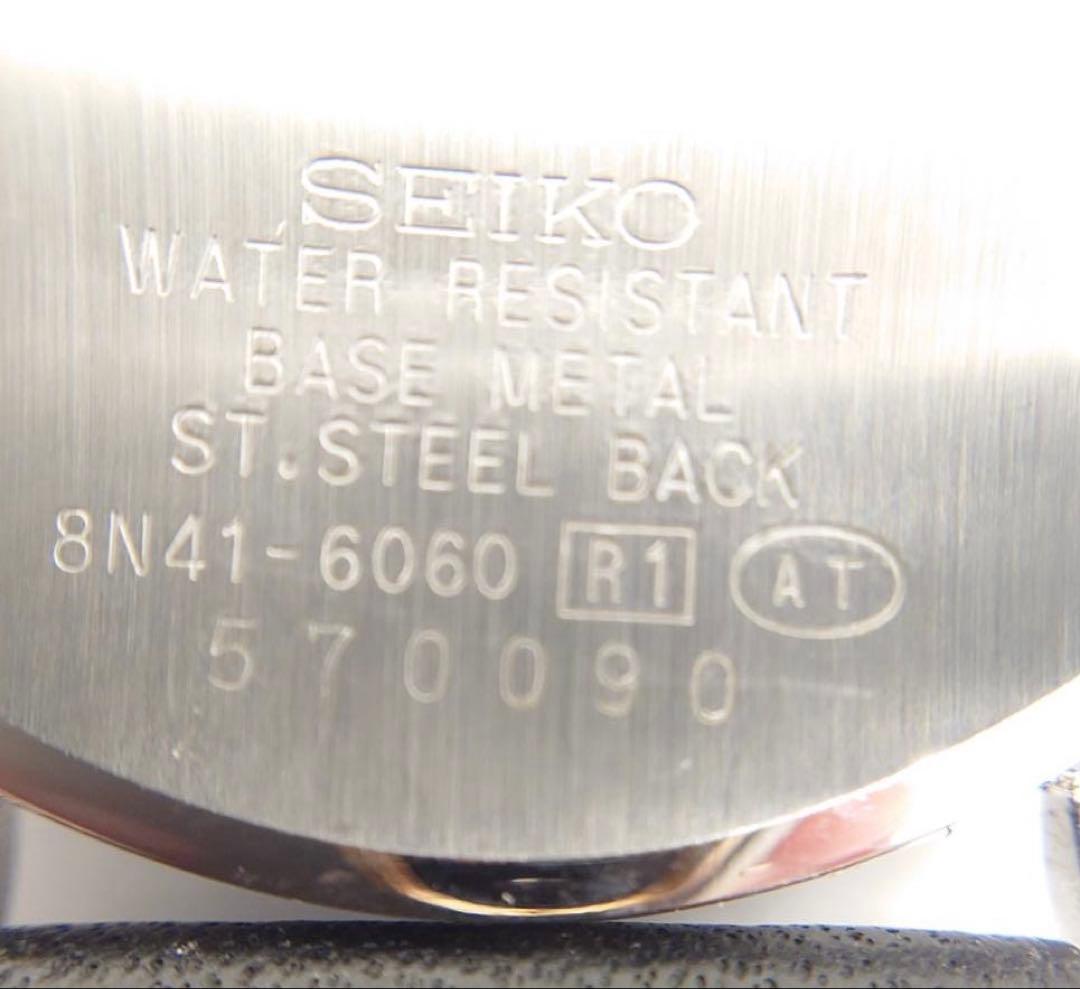 SEIKO
WATER RESISTANT
BASE METAL
ST.STEEL BACK
8N41-6060 R1 AT
570090